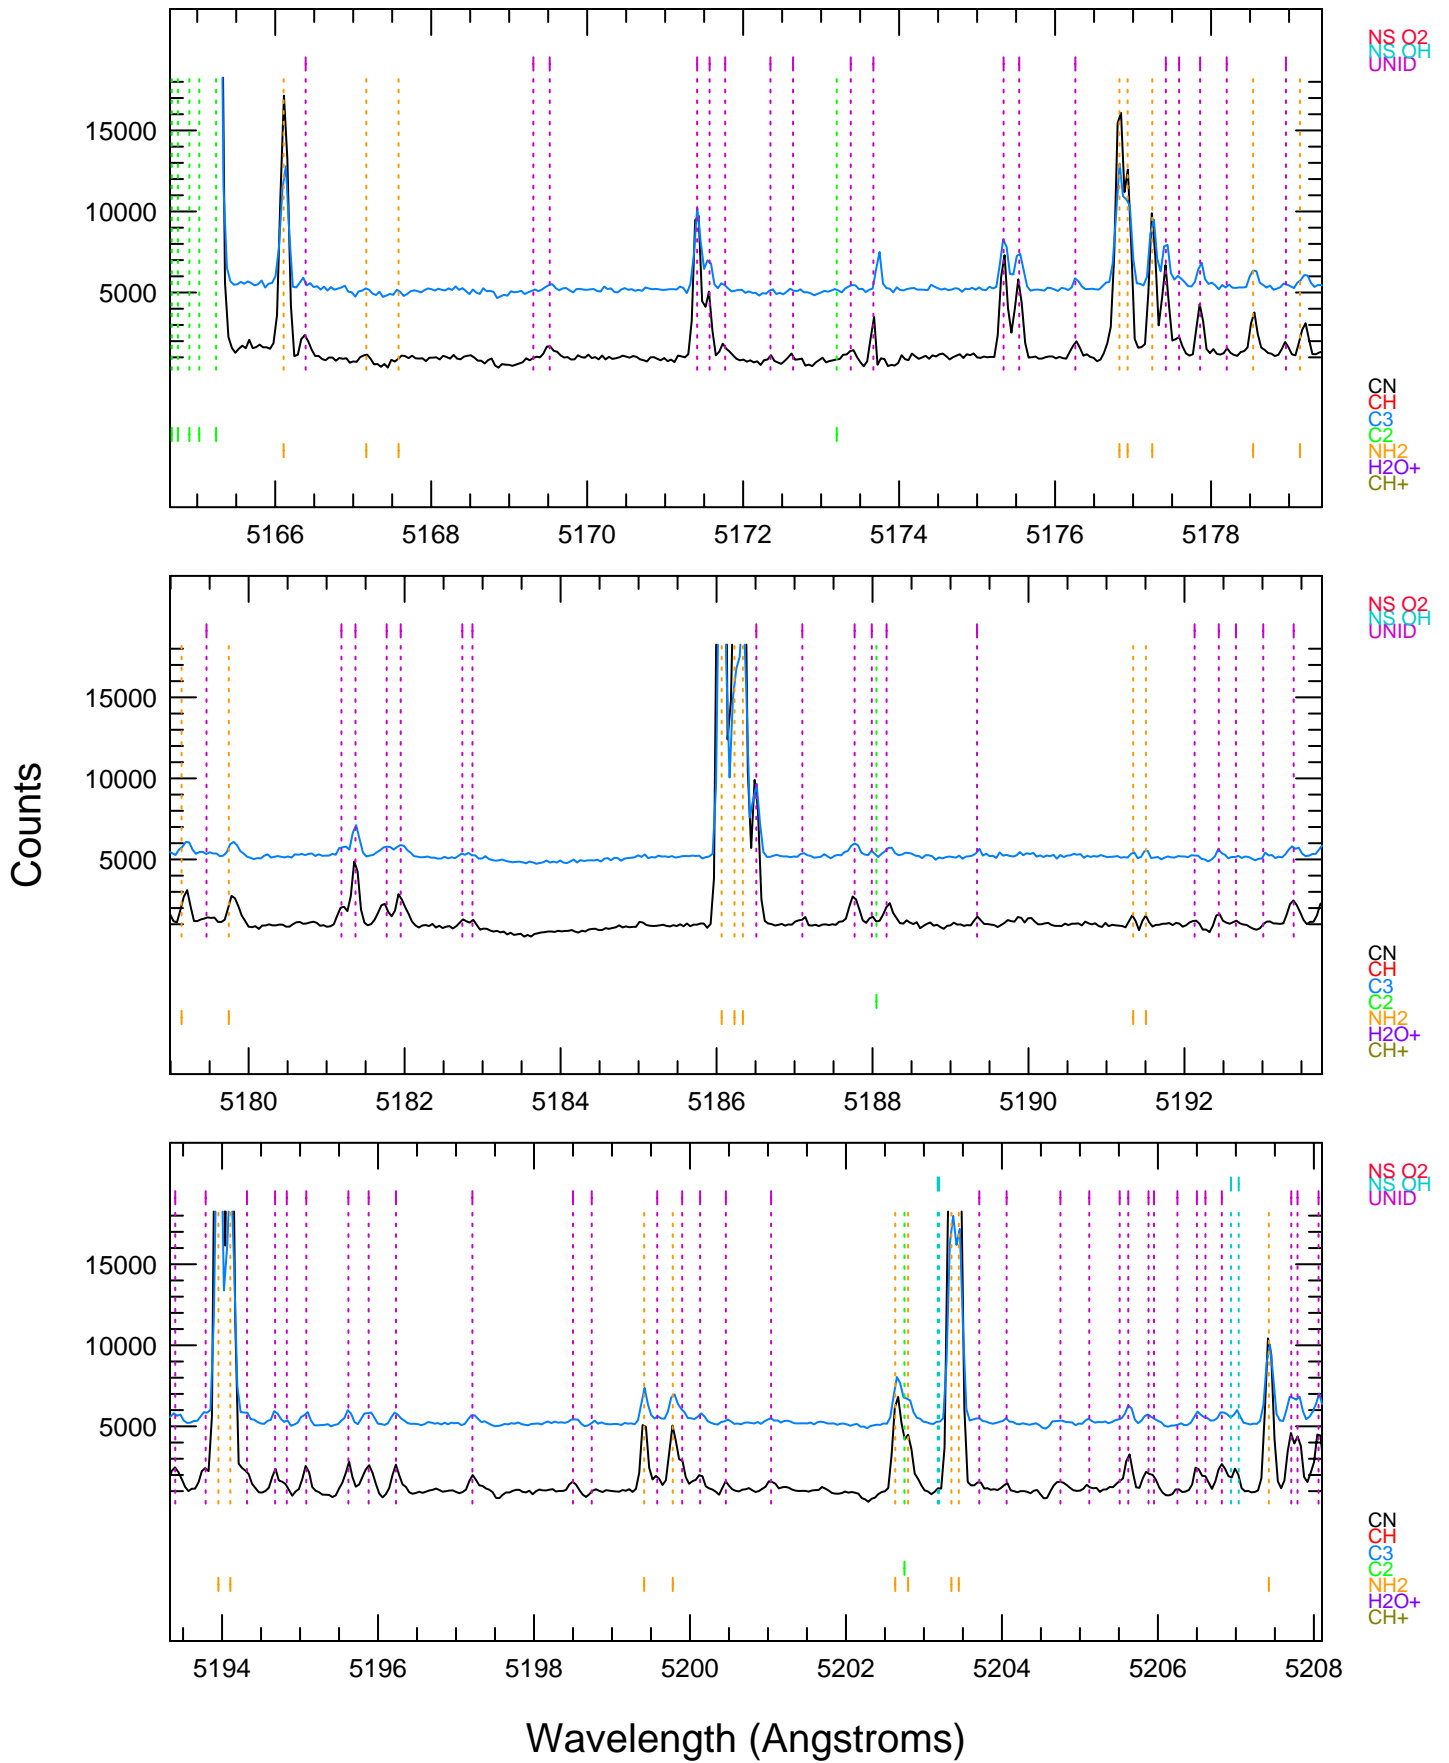 NS O2
NS OH
UNID
15000
10000
5000
CN
CH
C3
C2
NH2
H2O+
CH+
5166 5168 5170 5172 5174 5176 5178
NS O2
NS OH
UNID
15000
10000
5000
Counts
CN
CH
C3
C2
NH2
H2O+
CH+
5180 5182 5184 5186 5188 5190 5192
NS O2
NS OH
UNID
15000
10000
5000
CN
CH
C3
C2
NH2
H2O+
CH+
5194 5196 5198 5200 5202 5204 5206 5208
Wavelength (Angstroms)